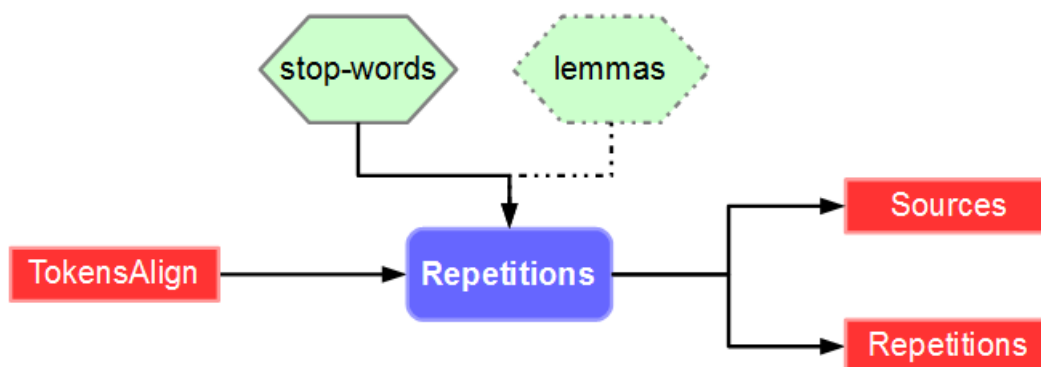 stop-words
lemmas
Sources
TokensAlign
Repetitions
Repetitions